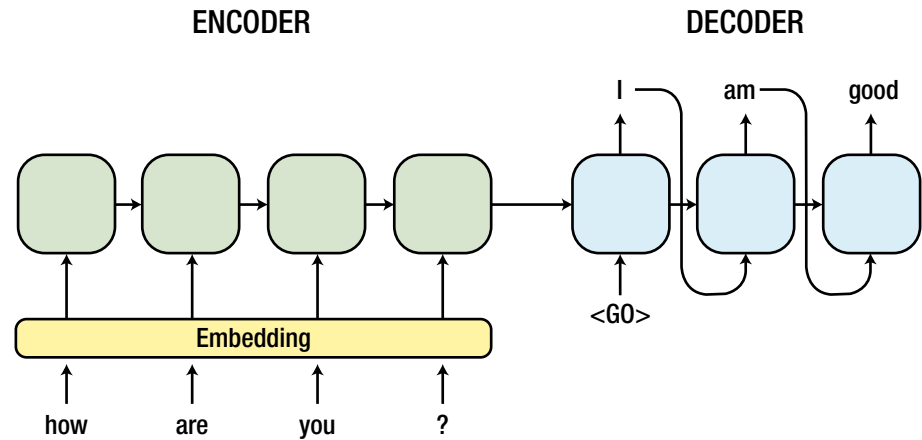 ENCODER
DECODER
I am good
<GO>
Embedding
how are you ?